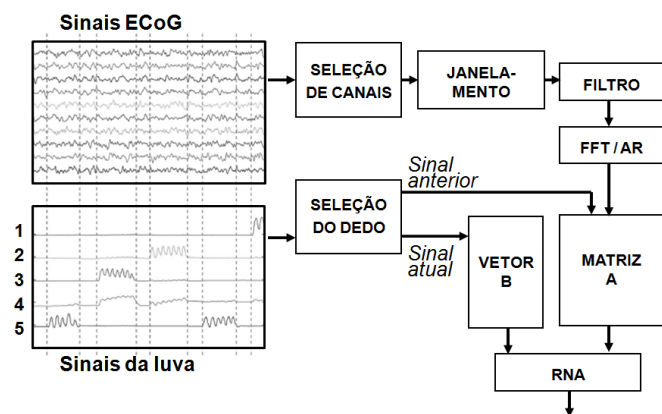 Sinais ECoG
SELEÇÃO
DE CANAIS
JANELA-
MENTO
FILTRO
FFT / AR
1
2
3
4
5
Sinais da luva
SELEÇÃO
DO DEDO
Sinal
anterior
Sinal
atual
VETOR
B
MATRIZ
A
RNA